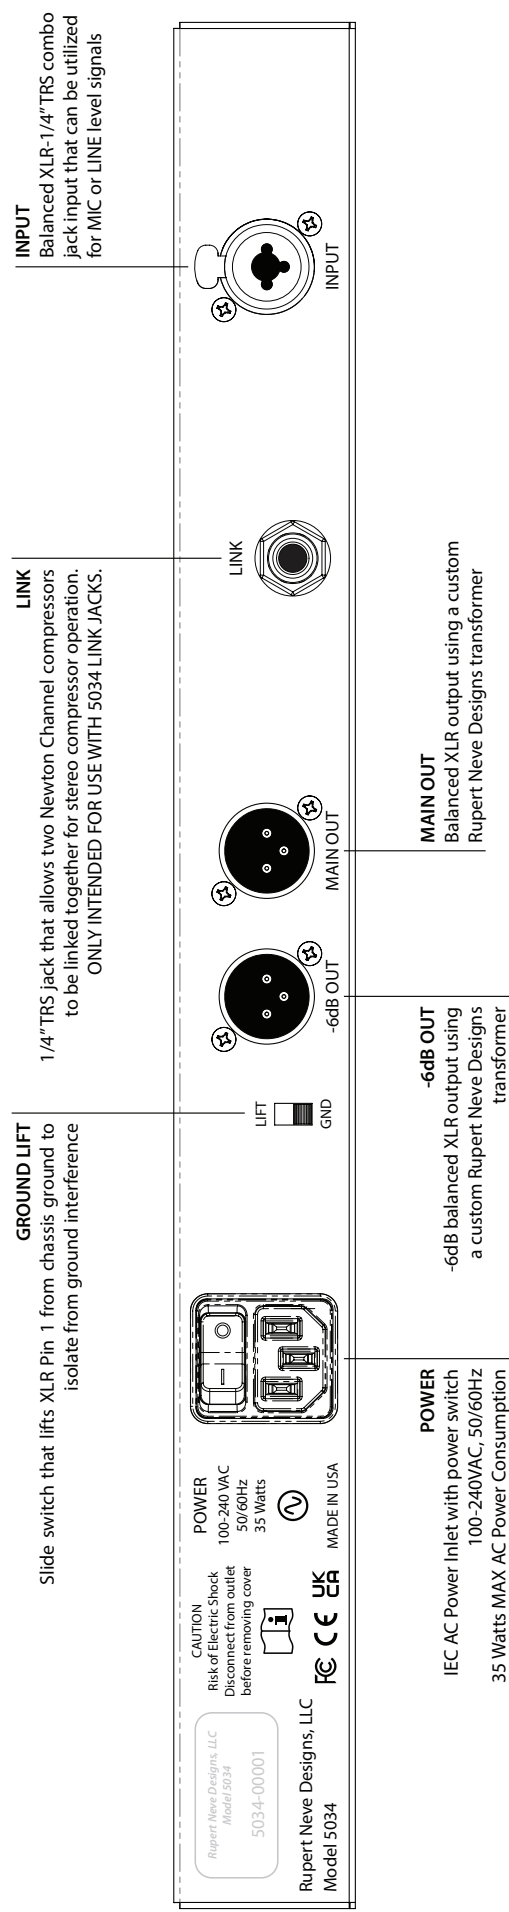 GROUND LIFT
Slide switch that lifts XLR Pin 1 from chassis ground to
isolate from ground interference
LINK
1/4” TRS jack that allows two Newton Channel compressors
to be linked together for stereo compressor operation.
ONLY INTENDED FOR USE WITH 5034 LINK JACKS.
INPUT
Balanced XLR-1/4” TRS combo
jack input that can be utilized
for MIC or LINE level signals
Rupert Neve Designs, LLC
Model 5034
5034-00001
Rupert Neve Designs, LLC
Model 5034
CAUTION
Risk of Electric Shock
Disconnect from outlet
before removing cover
FC CE UK
CA
POWER
100-240 VAC
50/60Hz
35 Watts
MADE IN USA
LIFT
GND
-6dB OUT
MAIN OUT
LINK
INPUT
POWER
IEC AC Power Inlet with power switch
100-240VAC, 50/60Hz
35 Watts MAX AC Power Consumption
-6dB OUT
-6dB balanced XLR output using
a custom Rupert Neve Designs
transformer
MAIN OUT
Balanced XLR output using a custom
Rupert Neve Designs transformer